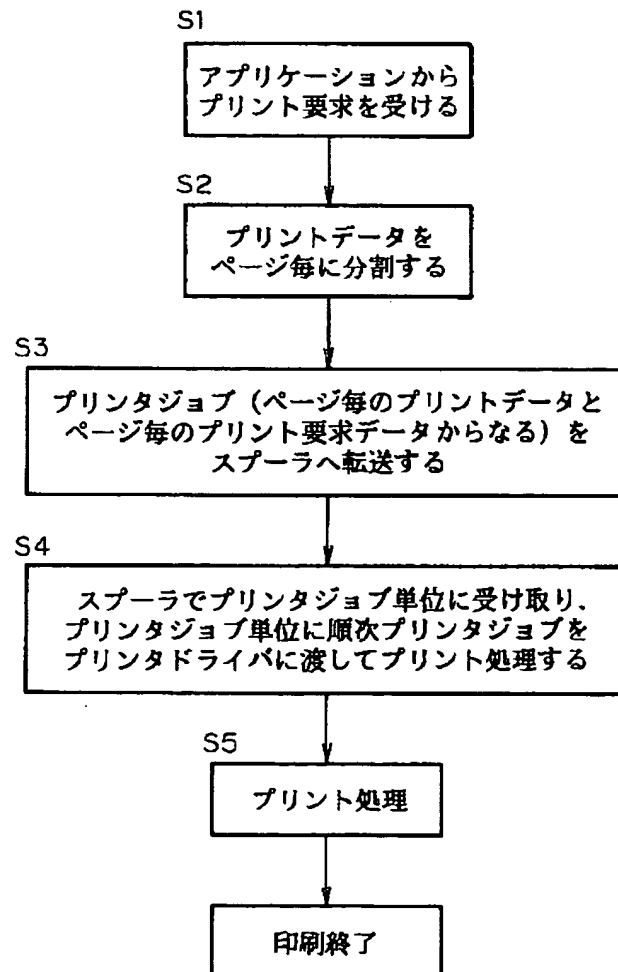 S1
アプリケーションから
プリント要求を受ける
S2
プリントデータを
ページ毎に分割する
S3
プリンタジョブ（ページ毎のプリントデータと
ページ毎のプリント要求データからなる）を
スプーラへ転送する
S4
スプーラでプリンタジョブ単位に受け取り、
プリンタジョブ単位に順次プリンタジョブを
プリンタドライバに渡してプリント処理する
S5
プリント処理
印刷終了